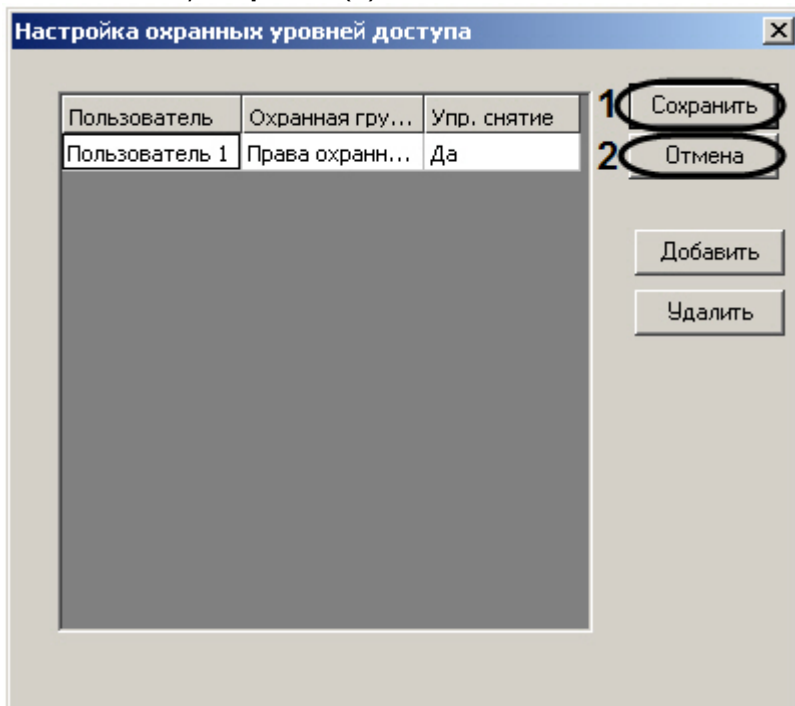 Настройка охранных уровней доступа
Пользователь Охранная гру... Упр. снятие
Пользователь 1 Права охранн... Да
1 Сохранить
2 Отмена
Добавить
Удалить